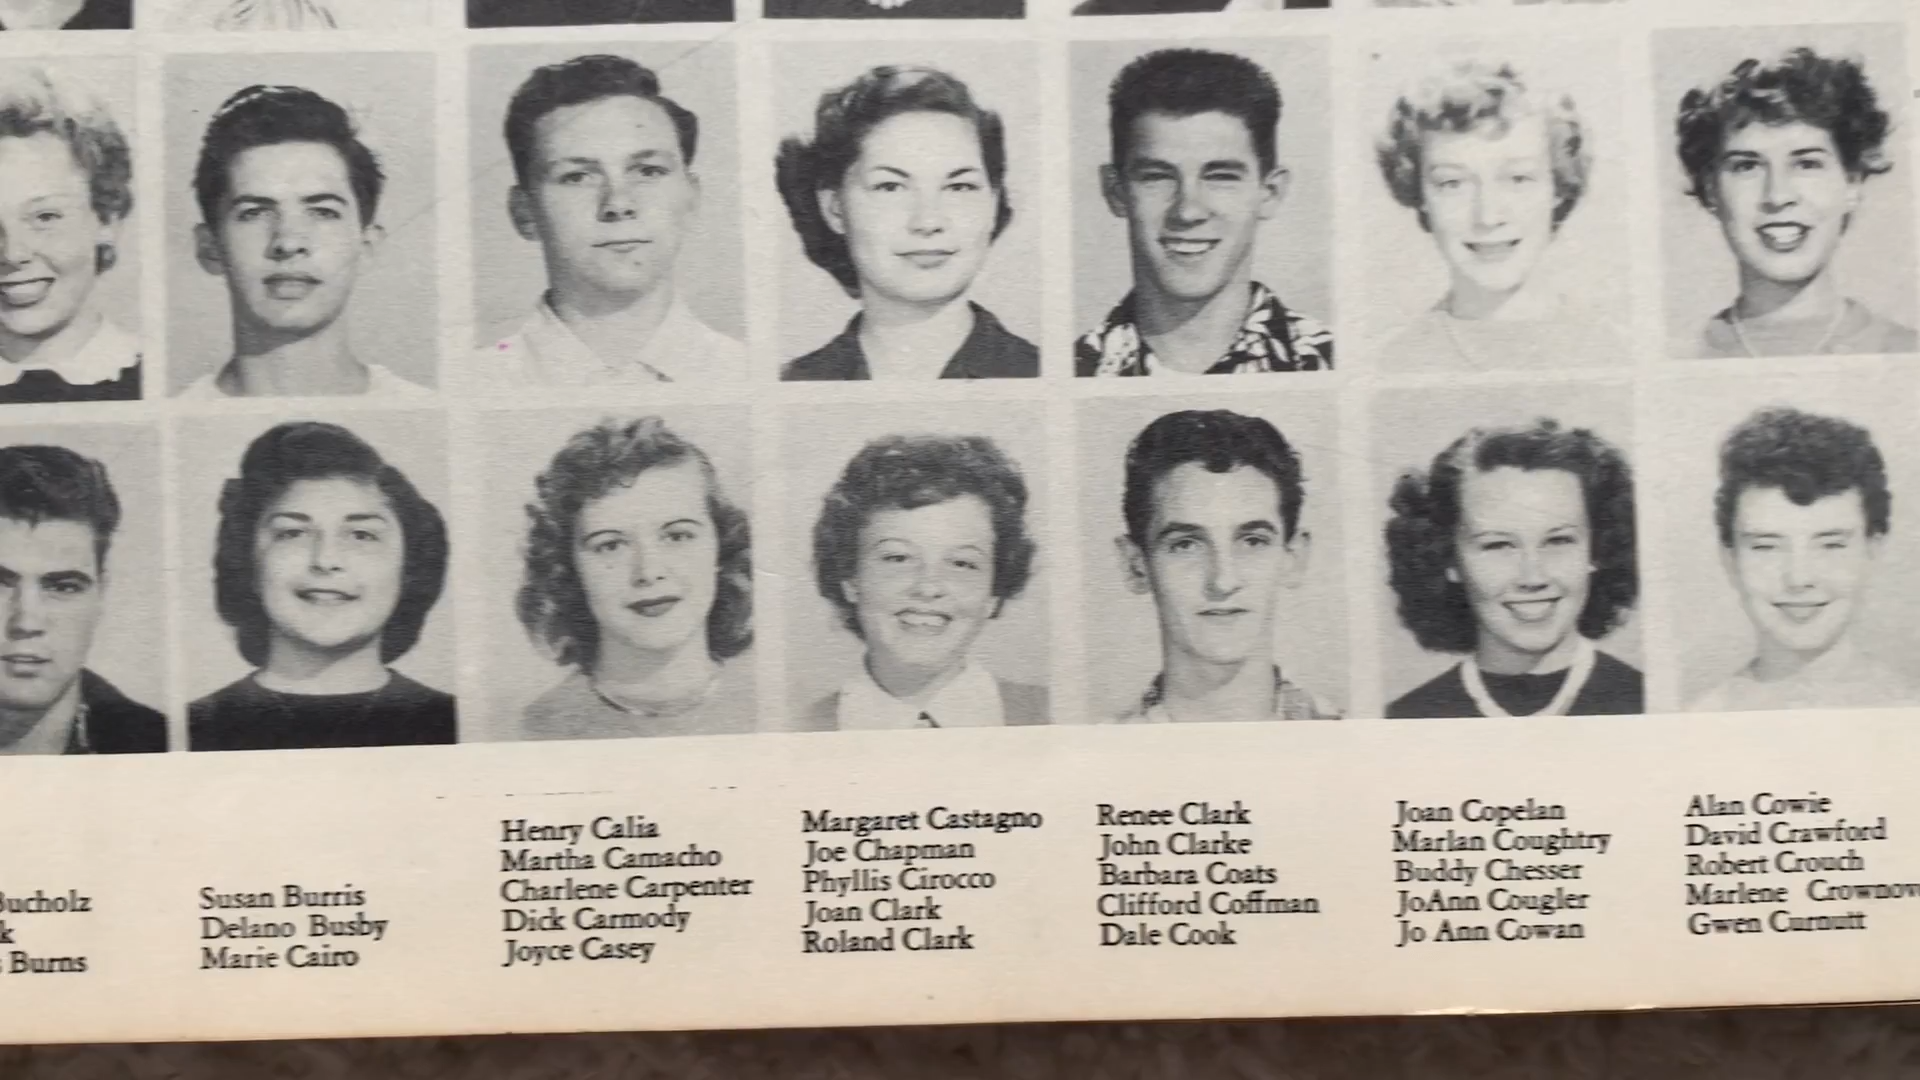 Bucholz
k
Burns
Susan Burris
Delano Busby
Marie Cairo
Henry Calia
Martha Camacho
Charlene Carpenter
Dick Carmody
Joyce Casey
Margaret Castagno
Joe Chapman
Phyllis Cirocco
Joan Clark
Roland Clark
Renee Clark
John Clarke
Barbara Coats
Clifford Coffman
Dale Cook
Joan Copelan
Marlan Coughtry
Buddy Chesser
JoAnn Cougler
Jo Ann Cowan
Alan Cowie
David Crawford
Robert Crouch
Marlene Crownov
Gwen Curnutt